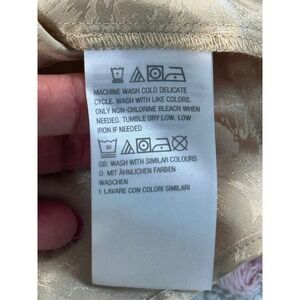 MACHINE WASH COLD DELICATE
CYCLE. WASH WITH LIKE COLORS.
ONLY NON-CHLORINE BLEACH WHEN
NEEDED. TUMBLE DRY LOW. LOW
IRON IF NEEDED
30
GB: WASH WITH SIMILAR COLOURS
D: MIT ÄHNLICHEN FARBEN
WASCHEN
I: LAVARE CON COLORI SIMILARI